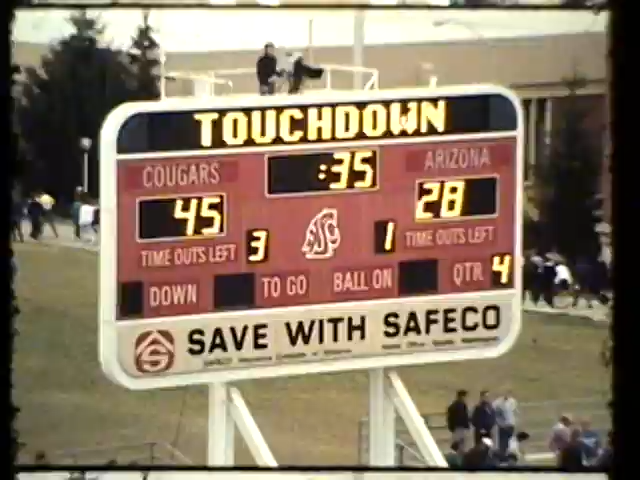 TOUCHDOWN
COUGARS :35 ARIZONA
45 28
TIME OUTS LEFT 3 1 TIME OUTS LEFT
DOWN TO GO BALL ON QTR 4
SAVE WITH SAFECO